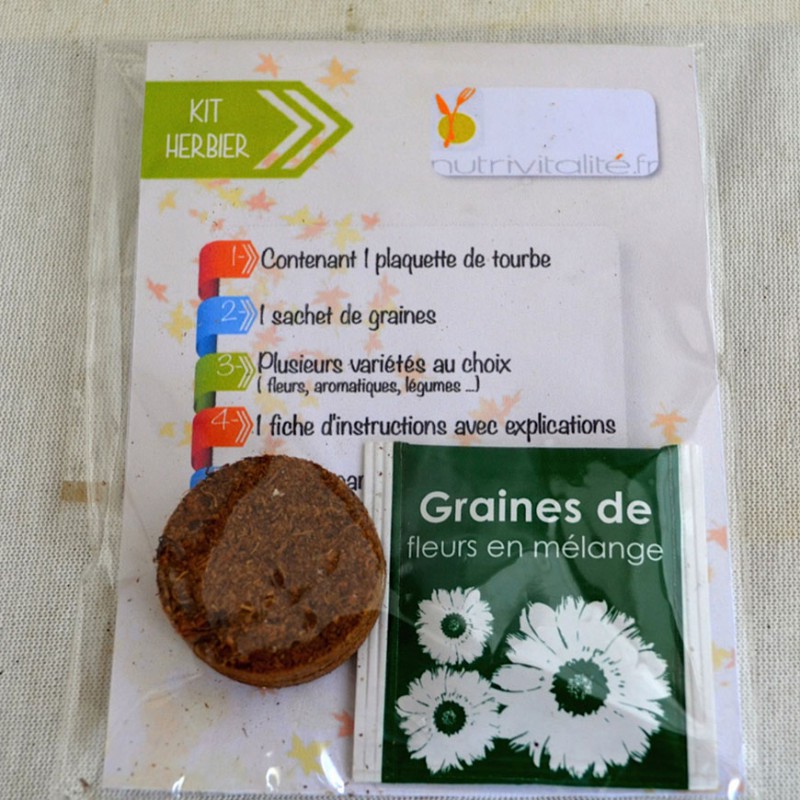 KIT
HERBIER
nutrivitalité.fr
1- Contenant 1 plaquette de tourbe
2- 1 sachet de graines
3- Plusieurs variétés au choix
( fleurs, aromatiques, légumes ...)
4- 1 fiche d'instructions avec explications
Graines de
fleurs en mélange